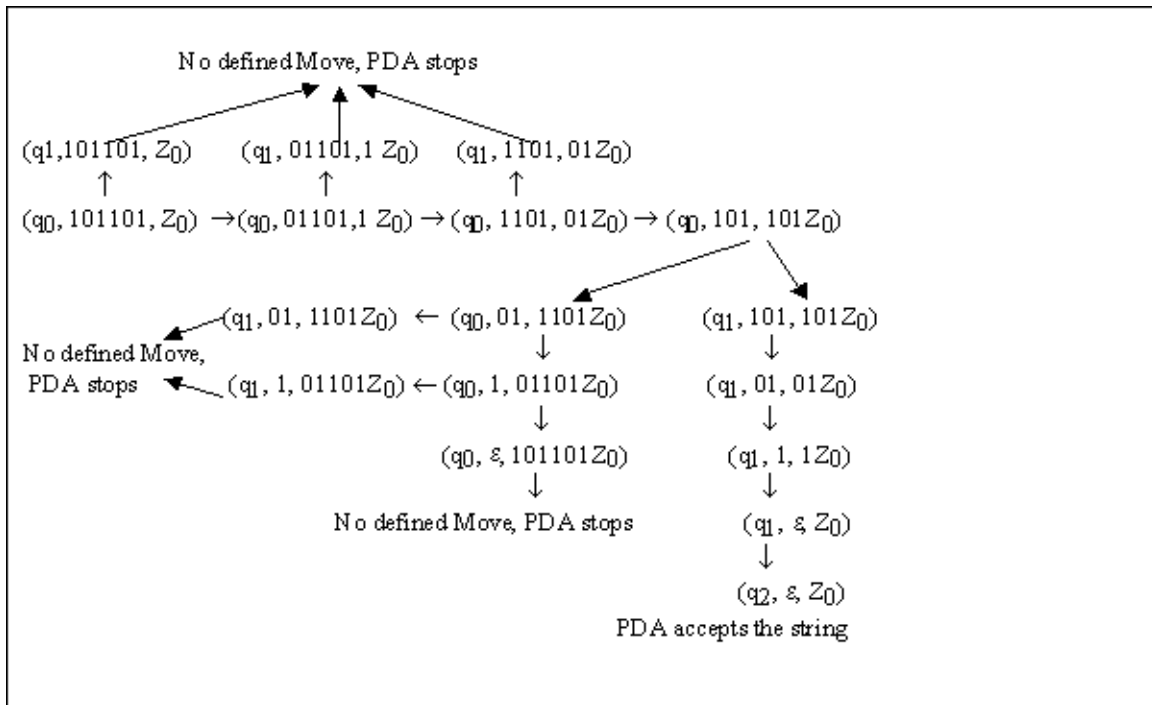 No defined Move, PDA stops
(q1,101101, Z0) (q1, 01101,1 Z0) (q1, 1101, 01Z0)
↑ ↑ ↑
(q0, 101101, Z0) →(q0, 01101,1 Z0) → (q0, 1101, 01Z0) → (q0, 101, 101Z0)
(q1, 01, 1101Z0) ← (q0, 01, 1101Z0) (q1, 101, 101Z0)
No defined Move,
↓ ↓
PDA stops (q1, 1, 01101Z0) ← (q0, 1, 01101Z0) (q1, 01, 01Z0)
↓ ↓
(q0, ε, 101101Z0) (q1, 1, 1Z0)
↓ ↓
No defined Move, PDA stops (q1, ε, Z0)
↓
(q2, ε, Z0)
PDA accepts the string